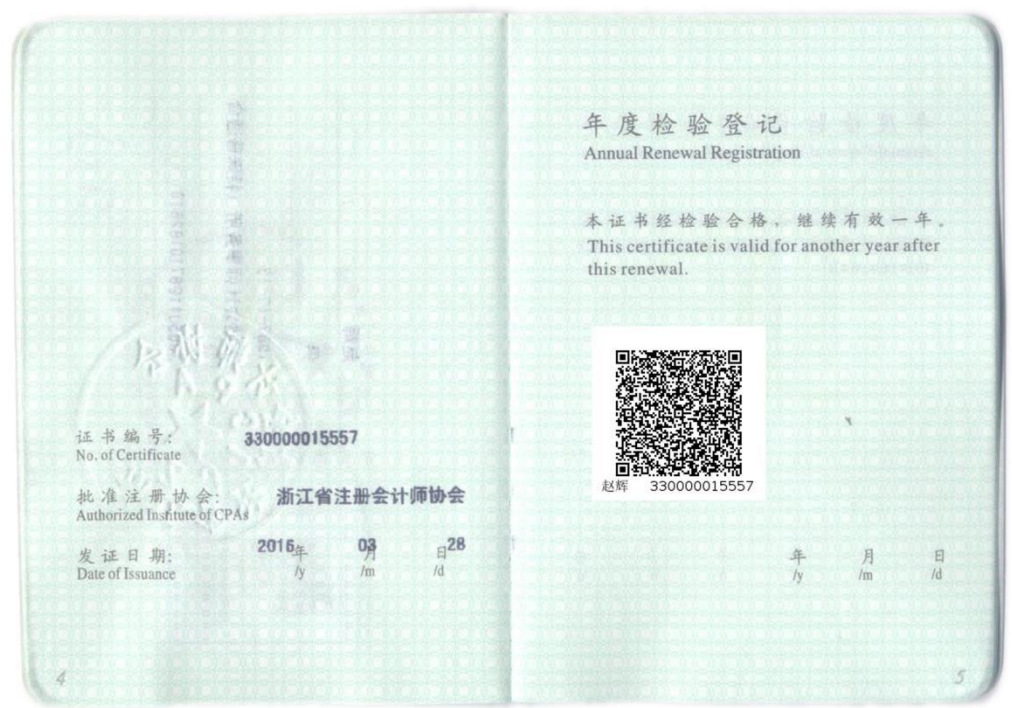 证书编号: 330000015557
No. of Certificate
批准注册协会: 浙江省注册会计师协会
Authorized Institute of CPAs
发证日期: 2016年 03月 28日
Date of Issuance /y /m /d
4
年度检验登记
Annual Renewal Registration
本证书经检验合格，继续有效一年。
This certificate is valid for another year after
this renewal.
赵辉 330000015557
年 月 日
/y /m /d
5